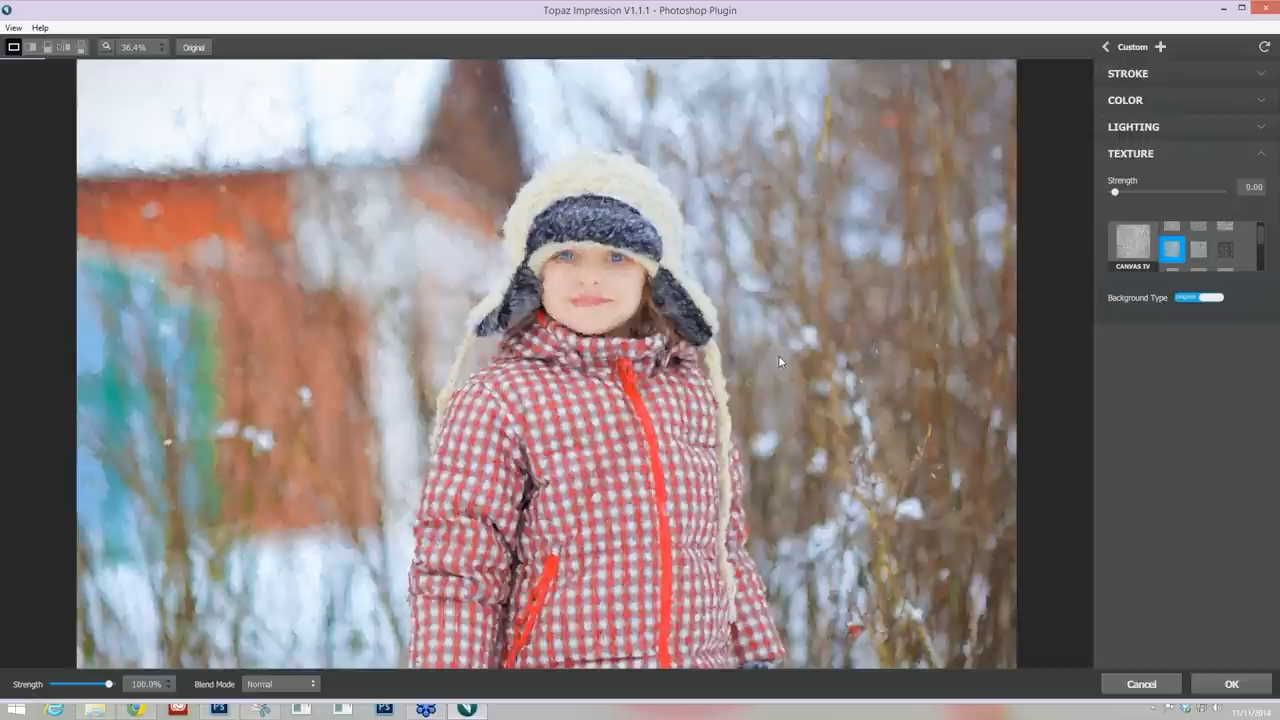 Topaz Impression V1.1.1 - Photoshop Plugin
View Help
36.4% Original
Custom
STROKE
COLOR
LIGHTING
TEXTURE
Strength
0.00
CANVAS IV
Background Type
Strength 100.0% Blend Mode Normal
Cancel OK
11/11/2014